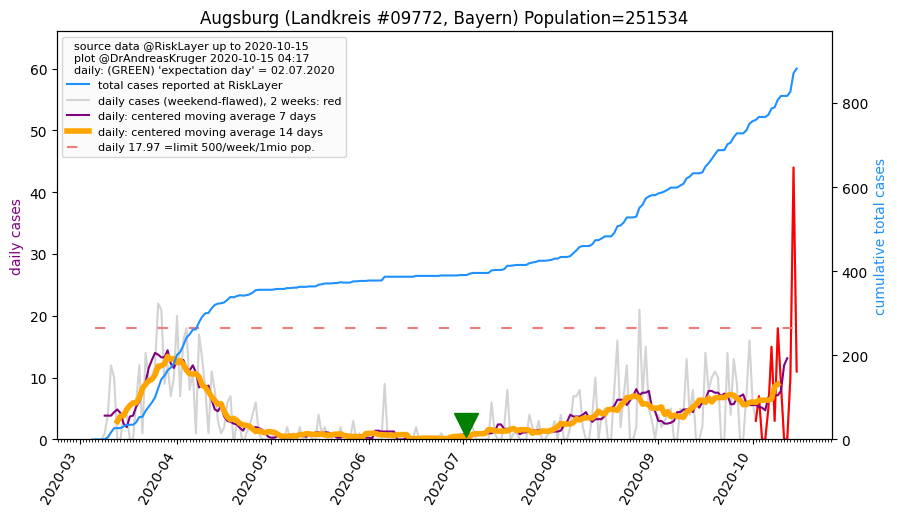 Augsburg (Landkreis #09772, Bayern) Population=251534
source data @RiskLayer up to 2020-10-15
plot @DrAndreasKruger 2020-10-15 04:17
daily: (GREEN) 'expectation day' = 02.07.2020
total cases reported at RiskLayer
daily cases (weekend-flawed), 2 weeks: red
daily: centered moving average 7 days
daily: centered moving average 14 days
daily 17.97 =limit 500/week/1mio pop.
daily cases
60
50
40
30
20
10
0
cumulative total cases
800
600
400
200
0
2020-03
2020-04
2020-05
2020-06
2020-07
2020-08
2020-09
2020-10